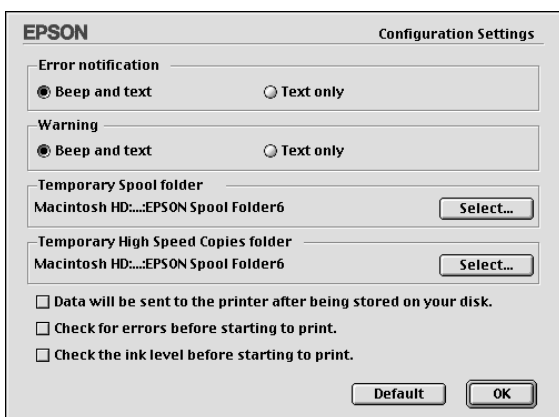 EPSON Configuration Settings
Error notification
Beep and text Text only
Warning
Beep and text Text only
Temporary Spool folder
Macintosh HD:...:EPSON Spool Folder6 Select...
Temporary High Speed Copies folder
Macintosh HD:...:EPSON Spool Folder6 Select...
Data will be sent to the printer after being stored on your disk.
Check for errors before starting to print.
Check the ink level before starting to print.
Default OK